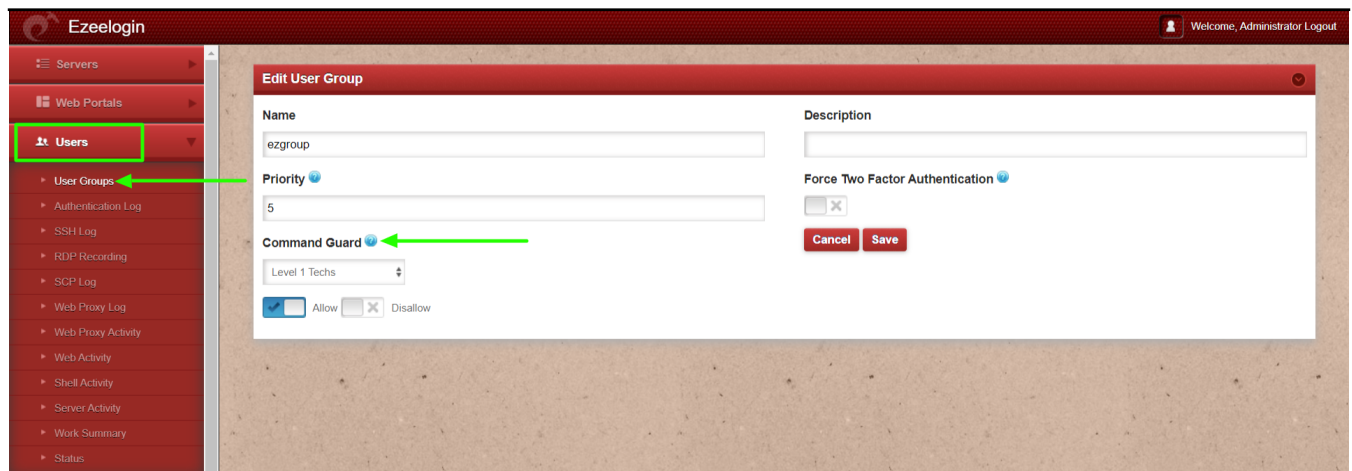 Ezeelogin
Welcome, Administrator Logout
Servers
Web Portals
Users
User Groups
Authentication Log
SSH Log
RDP Recording
SCP Log
Web Proxy Log
Web Proxy Activity
Web Activity
Shell Activity
Server Activity
Work Summary
Status
Edit User Group
Name
ezgroup
Description
Priority ?
5
Force Two Factor Authentication ?
Command Guard ?
Level 1 Techs
Allow Disallow
Cancel Save